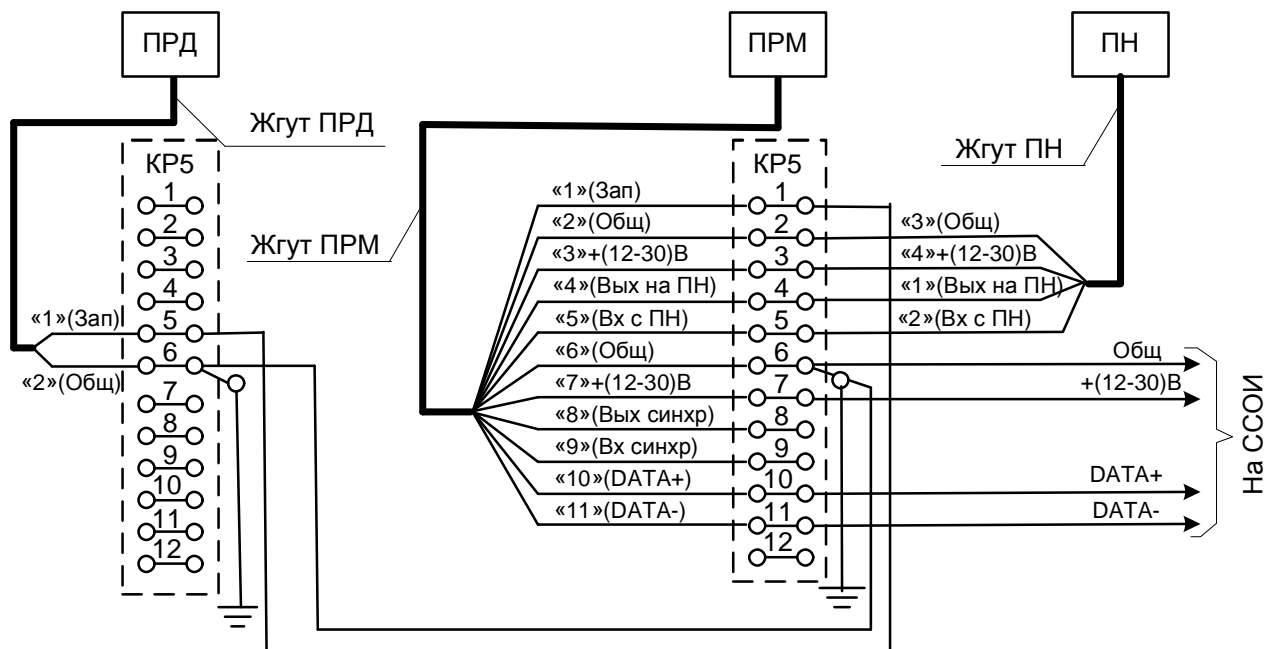 ПРД
ПРМ
ПН
Жгут ПРД
Жгут ПРМ
Жгут ПН
КР5
1
2
3
4
«1»(Зап) 5
6
«2»(Общ)
7
8
9
10
11
12
КР5
«1»(Зап) 1
«2»(Общ) 2 «3»(Общ)
«3»+(12-30)В 3 «4»+(12-30)В
«4»(Вых на ПН) 4 «1»(Вых на ПН)
«5»(Вх с ПН) 5 «2»(Вх с ПН)
«6»(Общ) 6 Общ
«7»+(12-30)В 7 +(12-30)В
«8»(Вых синхр) 8
«9»(Вх синхр) 9
«10»(DATA+) 10 DATA+
«11»(DATA-) 11 DATA-
12
На ССОИ